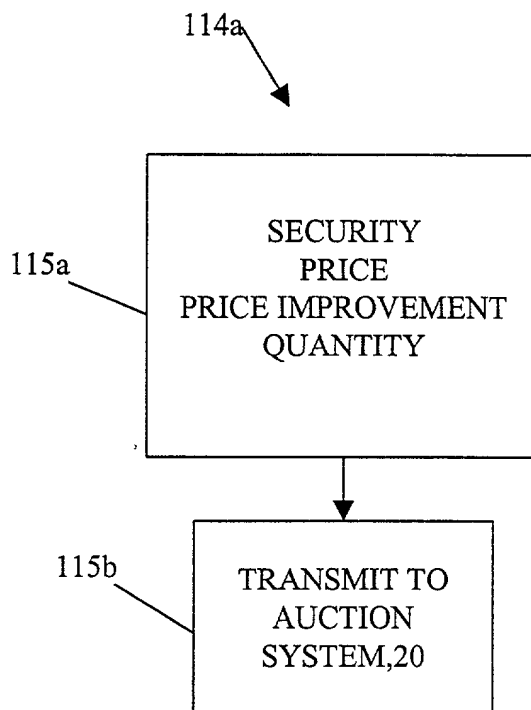 114a
SECURITY
PRICE
PRICE IMPROVEMENT
QUANTITY
115a
TRANSMIT TO
AUCTION
SYSTEM,20
115b